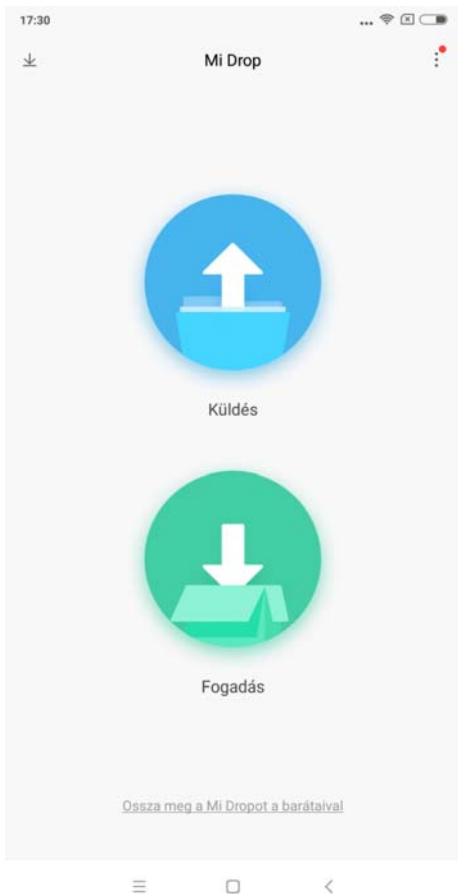 17:30
Mi Drop
Küldés
Fogadás
Ossza meg a Mi Dropot a barátaival